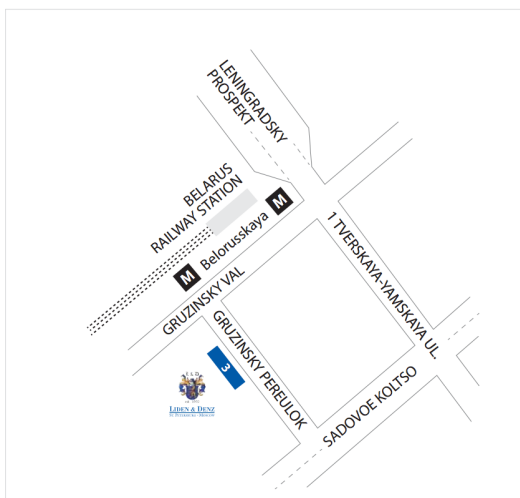 LENINGRADSKY
PROSPEKT
BELARUS
RAILWAY STATION
M
Belorusskaya
M
GRUZINSKY VAL
1 TVERSKAYA-YAMSKAYA UL.
GRUZINSKY PEREULOK
SADOVOE KOLTSO
3
LIDEN & DENZ